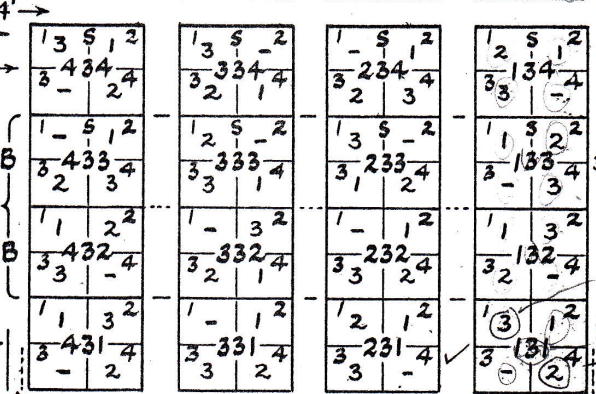 4' →
1 3 S 1 2 1 3 S - 2 1 - S 1 2 1 2 S 1 2
3 434 4 3 334 4 3 234 4 3 134 4
- 2 2 1 2 3 3 -
1 - S 1 2 1 2 S - 2 1 3 S - 2 1 1 S 2 2
B 3 433 4 3 333 4 3 233 4 3 133 4
2 3 3 1 1 2 - 3
1 1 2 2 1 - 3 2 1 - 1 2 1 1 3 2
B 3 432 4 3 332 4 3 232 4 3 132 4
3 - 2 1 3 2 2 -
1 1 3 2 1 - 1 2 1 2 1 2 1 3 1 2
3 431 4 3 331 4 3 231 4 ✓ 3 131 4
- 2 3 2 3 - - 2